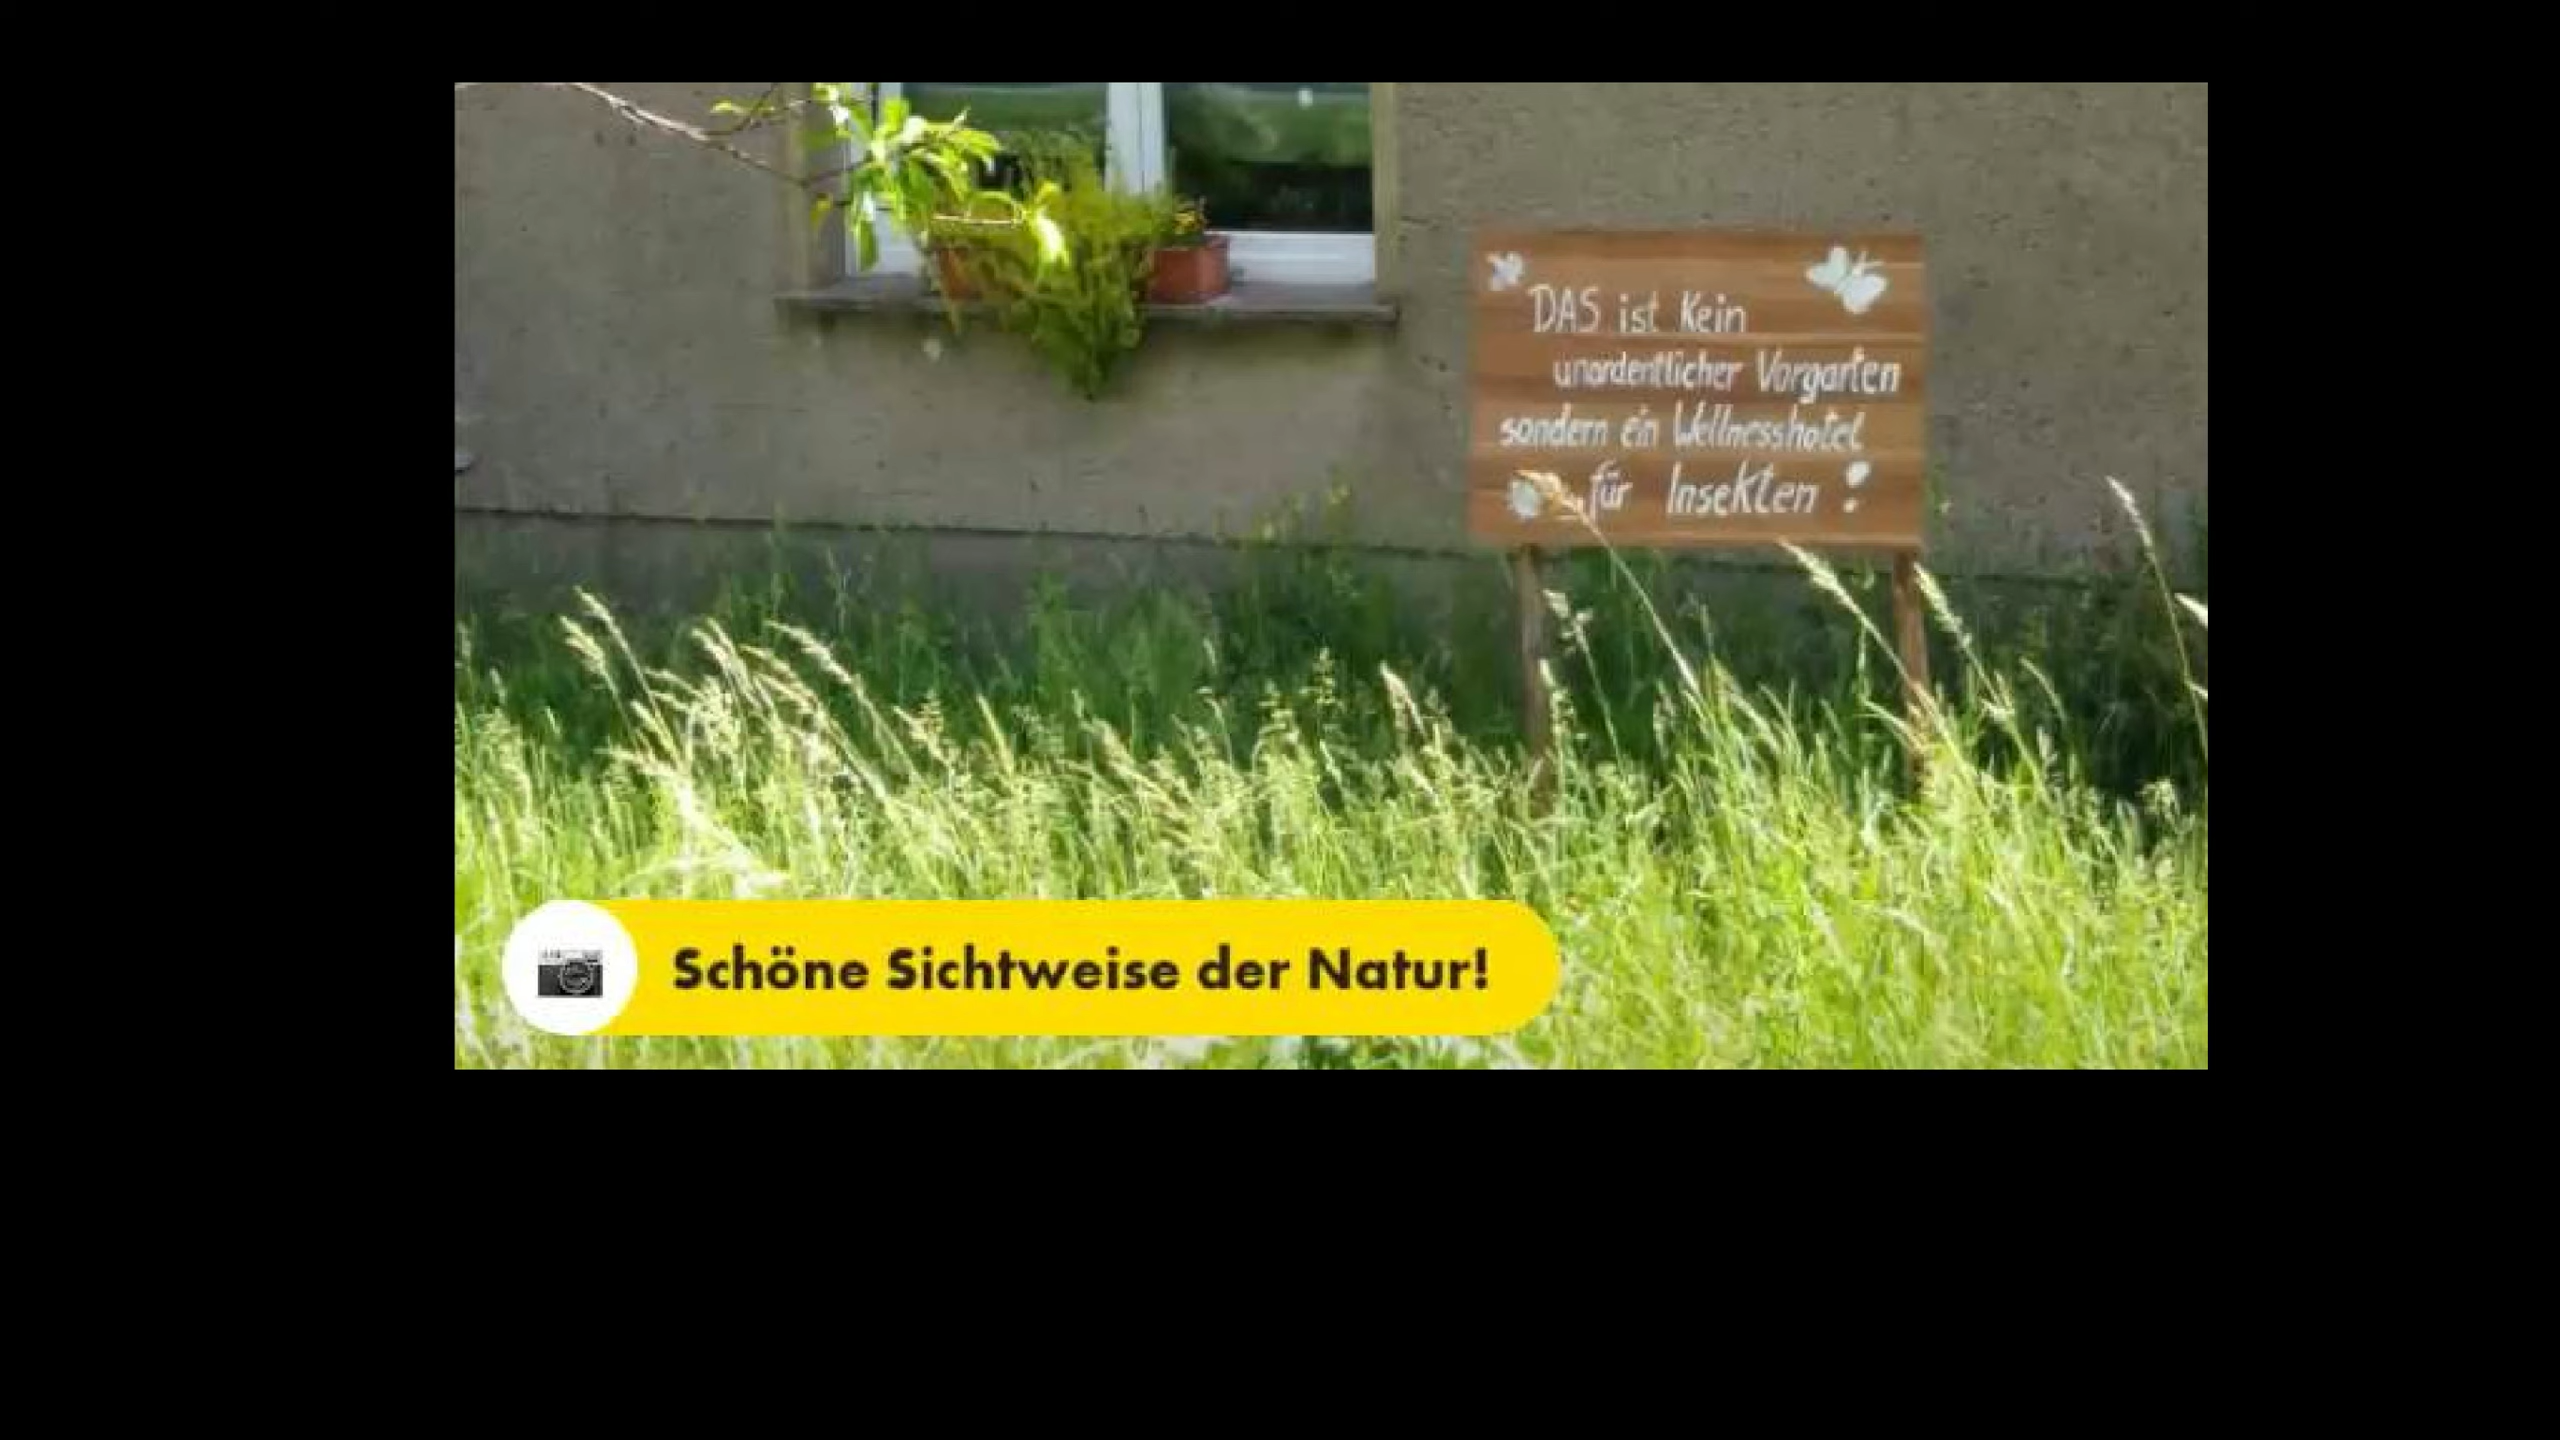 DAS ist Kein
unordentlicher Vorgarten
sondern ein Wellnesshotel
für Insekten!
Schöne Sichtweise der Natur!